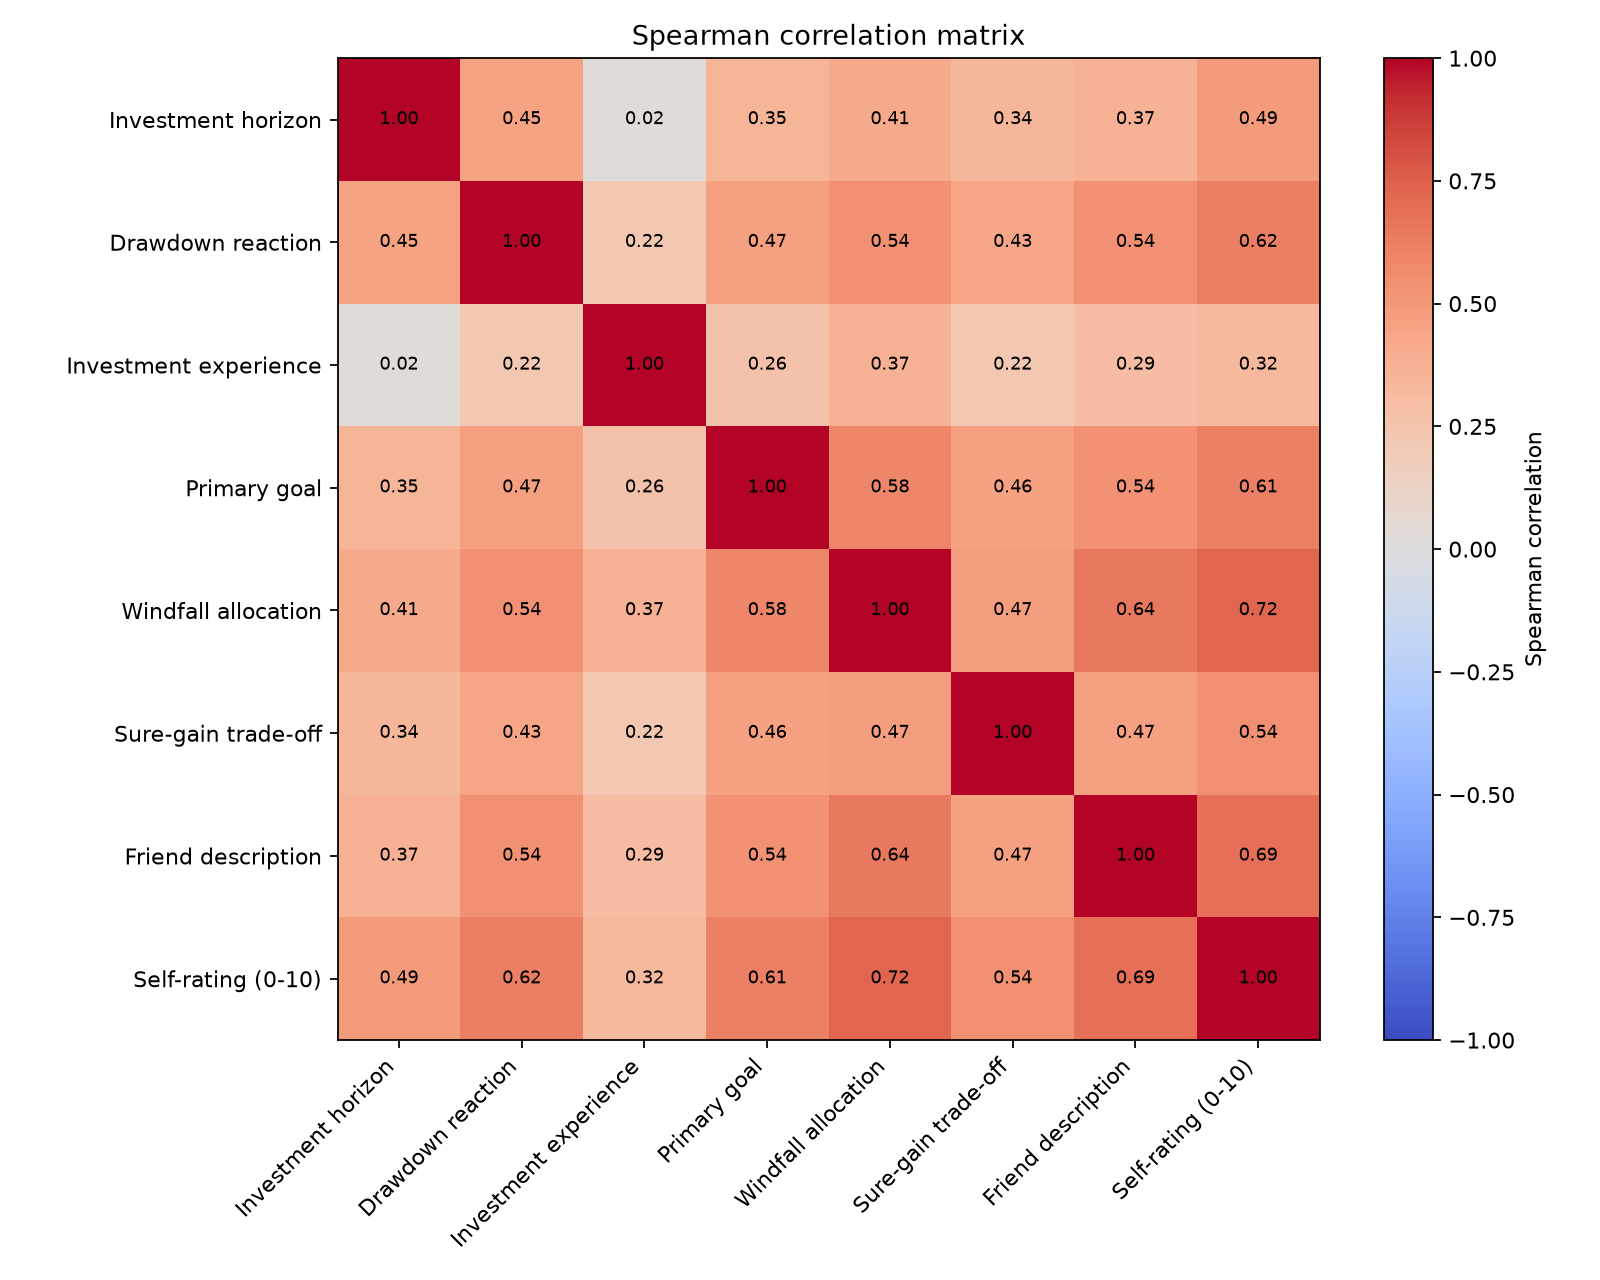 Spearman correlation matrix
Investment horizon 1.00 0.45 0.02 0.35 0.41 0.34 0.37 0.49
Drawdown reaction 0.45 1.00 0.22 0.47 0.54 0.43 0.54 0.62
Investment experience 0.02 0.22 1.00 0.26 0.37 0.22 0.29 0.32
Primary goal 0.35 0.47 0.26 1.00 0.58 0.46 0.54 0.61
Windfall allocation 0.41 0.54 0.37 0.58 1.00 0.47 0.64 0.72
Sure-gain trade-off 0.34 0.43 0.22 0.46 0.47 1.00 0.47 0.54
Friend description 0.37 0.54 0.29 0.54 0.64 0.47 1.00 0.69
Self-rating (0-10) 0.49 0.62 0.32 0.61 0.72 0.54 0.69 1.00
Investment horizon
Drawdown reaction
Investment experience
Primary goal
Windfall allocation
Sure-gain trade-off
Friend description
Self-rating (0-10)
1.00
0.75
0.50
0.25
0.00
−0.25
−0.50
−0.75
−1.00
Spearman correlation